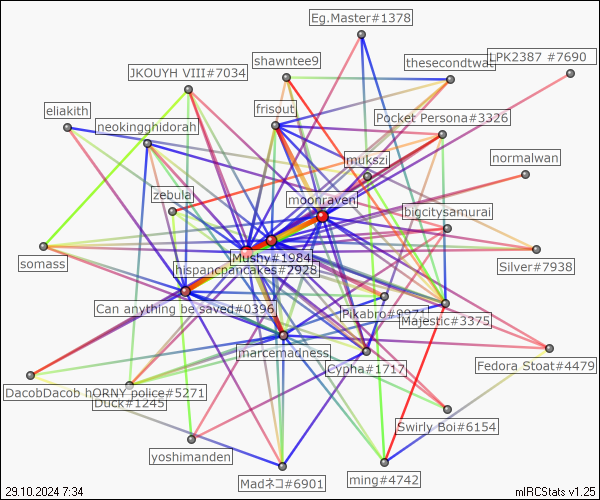 Eg.Master#1378
shawntee9
thesecondtwat
LPK2387 #7690
JKOUYH VIII#7034
eliakith
frisout
Pocket Persona#3326
neokingghidorah
mukszi
normalwan
zebula
moonraven
bigcitysamurai
somass
Mushy#1984
hispancpancakes#2928
Silver#7938
Can anything be saved#0396
Majestic#3375
marcemadness
Cypha#1717
Fedora Stoat#4479
DacobDacob hORNY police#5271
Duck#1245
Swirly Boi#6154
yoshimanden
Madネコ#6901
ming#4742
29.10.2024 7:34
mIRCStats v1.25